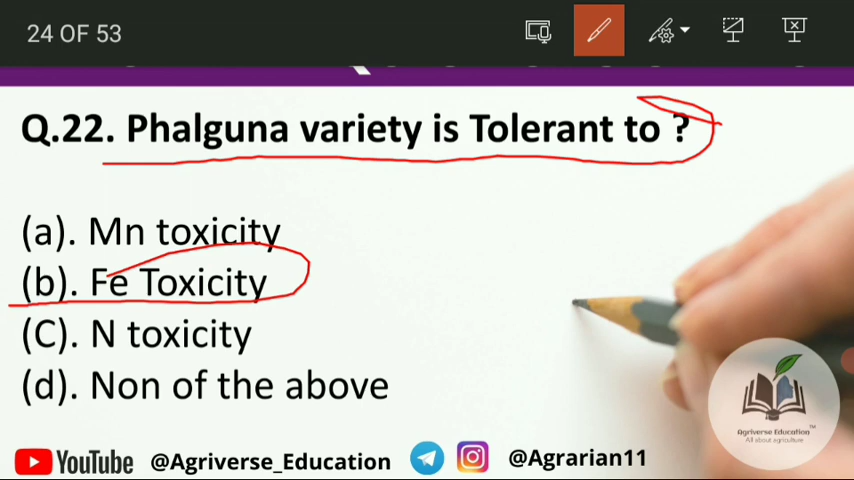 24 OF 53
Q.22. Phalguna variety is Tolerant to ?
(a). Mn toxicity
(b). Fe Toxicity
(C). N toxicity
(d). Non of the above
Agriverse Education™
All about agriculture
YouTube @Agriverse_Education @Agrarian11